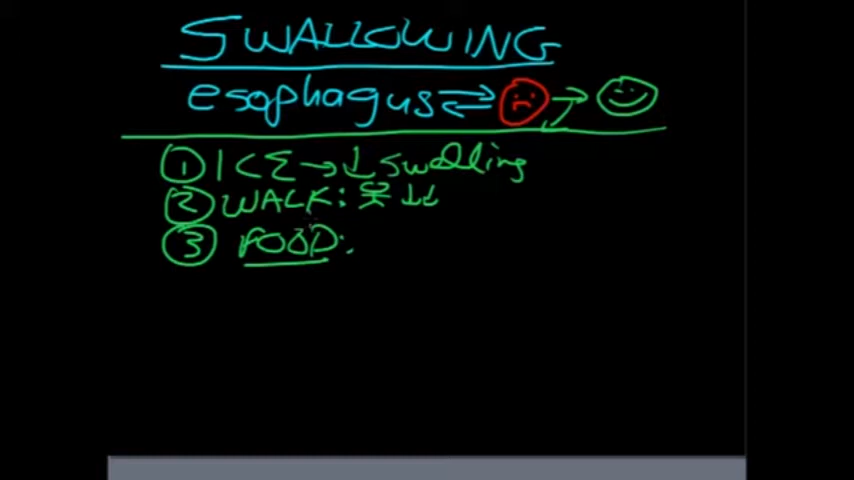 SWALLOWING
esophagus ⇄ ☹ → ☺
① ICE → ↓ swelling
② WALK: ↓↓
③ FOOD: